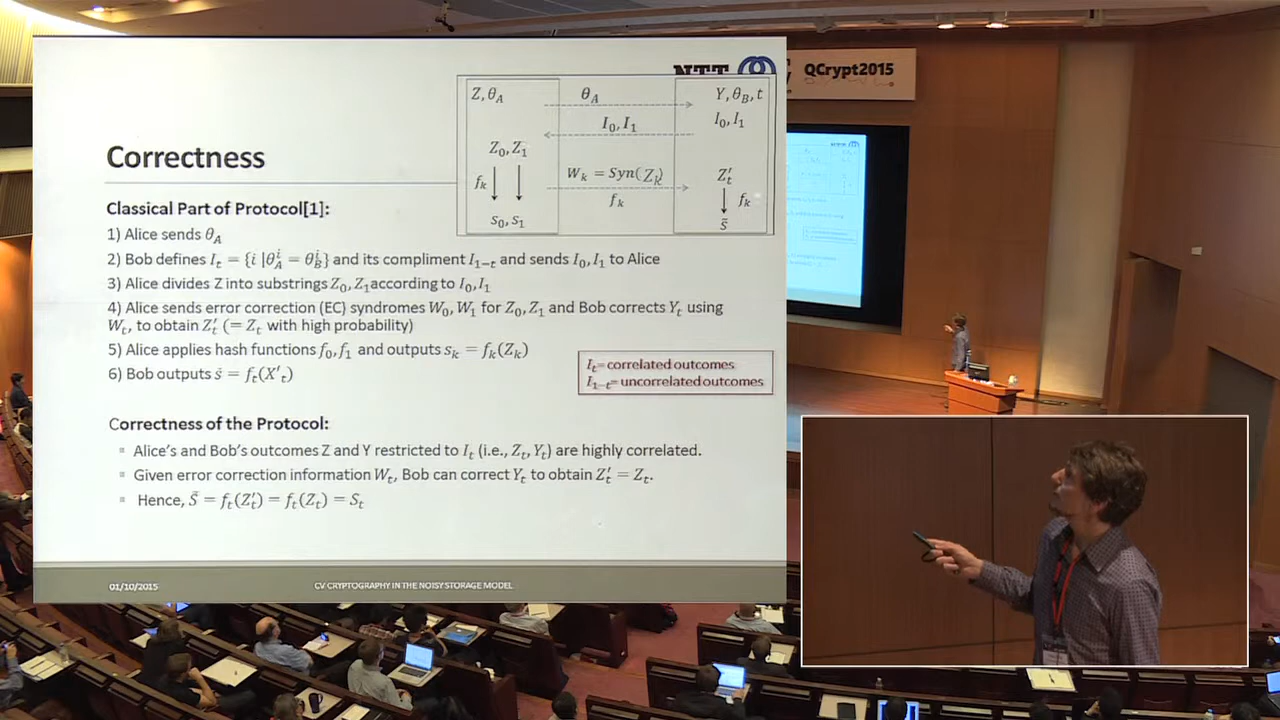 NTT
QCrypt2015
Z, θ_A
θ_A
Y, θ_B, t
I_0, I_1
I_0, I_1
Z_0, Z_1
W_k = Syn(Z_k)
Z'_t
f_k
f_k
f_k
s_0, s_1
s̃
Correctness
Classical Part of Protocol[1]:
1) Alice sends θ_A
2) Bob defines I_t = {i |θ_A^i = θ_B^i} and its compliment I_{1-t} and sends I_0, I_1 to Alice
3) Alice divides Z into substrings Z_0, Z_1 according to I_0, I_1
4) Alice sends error correction (EC) syndromes W_0, W_1 for Z_0, Z_1 and Bob corrects Y_t using
W_t, to obtain Z'_t (= Z_t with high probability)
5) Alice applies hash functions f_0, f_1 and outputs s_k = f_k(Z_k)
6) Bob outputs s̃ = f_t(X'_t)
I_t= correlated outcomes
I_{1-t}= uncorrelated outcomes
Correctness of the Protocol:
▪ Alice's and Bob's outcomes Z and Y restricted to I_t (i.e., Z_t, Y_t) are highly correlated.
▪ Given error correction information W_t, Bob can correct Y_t to obtain Z'_t = Z_t.
▪ Hence, S̃ = f_t(Z'_t) = f_t(Z_t) = S_t
01/10/2015
CV CRYPTOGRAPHY IN THE NOISY STORAGE MODEL